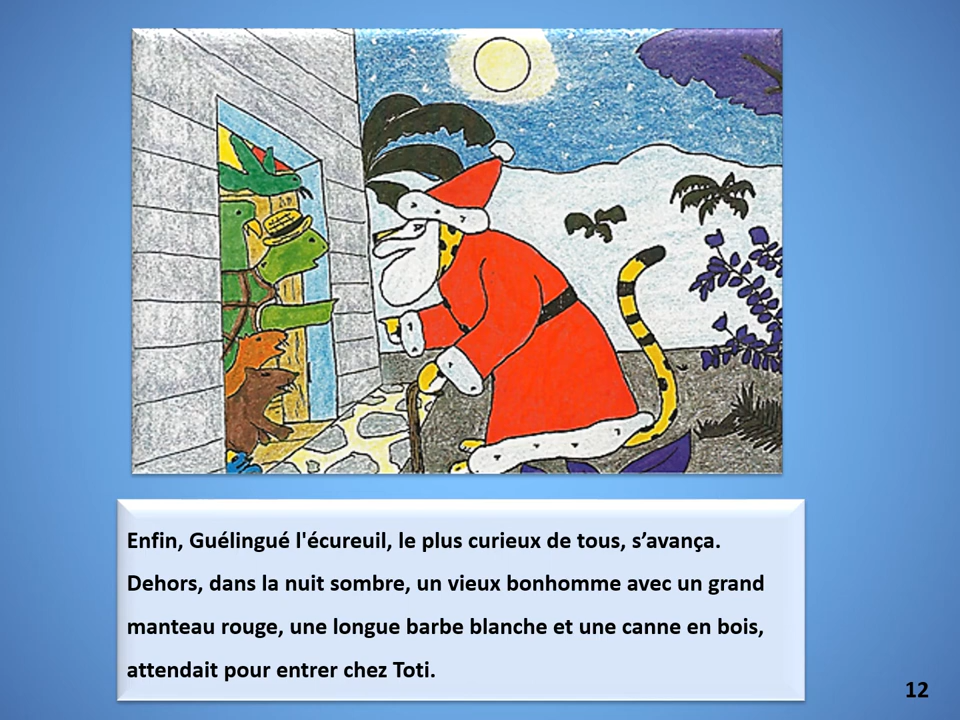 Enfin, Guélingué l'écureuil, le plus curieux de tous, s’avança.
Dehors, dans la nuit sombre, un vieux bonhomme avec un grand
manteau rouge, une longue barbe blanche et une canne en bois,
attendait pour entrer chez Toti.
12